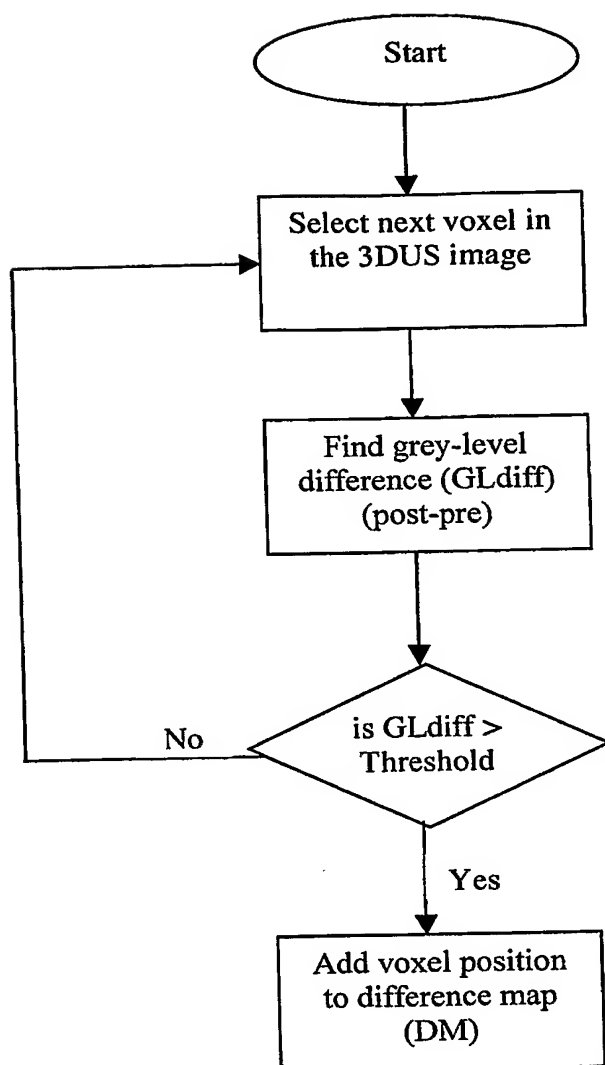 Start
Select next voxel in
the 3DUS image
Find grey-level
difference (GLdiff)
(post-pre)
is GLdiff >
Threshold
No
Yes
Add voxel position
to difference map
(DM)